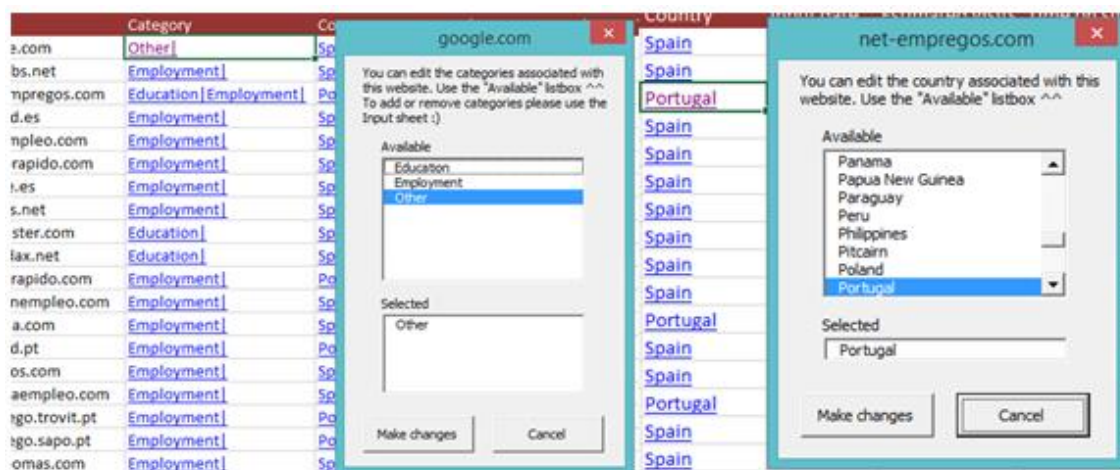 Category
e.com Other|
bs.net Employment|
mpregos.com Education|Employment|
d.es Employment|
mpleo.com Employment|
rapido.com Employment|
e.es Employment|
s.net Employment|
ster.com Education|
lax.net Education|
rapido.com Employment|
nempleo.com Employment|
a.com Employment|
d.pt Employment|
os.com Employment|
aempleo.com Employment|
ego.trovit.pt Employment|
ego.sapo.pt Employment|
omas.com Employment|
google.com
You can edit the categories associated with
this website. Use the "Available" listbox ^^
To add or remove categories please use the
Input sheet :)
Available
Education
Employment
Other
Selected
Other
Make changes
Cancel
Country
Spain
Spain
Portugal
Spain
Spain
Spain
Spain
Spain
Spain
Spain
Portugal
Spain
Spain
Portugal
Spain
Spain
net-empregos.com
You can edit the country associated with this
website. Use the "Available" listbox ^^
Available
Panama
Papua New Guinea
Paraguay
Peru
Philippines
Pitcairn
Poland
Portugal
Selected
Portugal
Make changes
Cancel